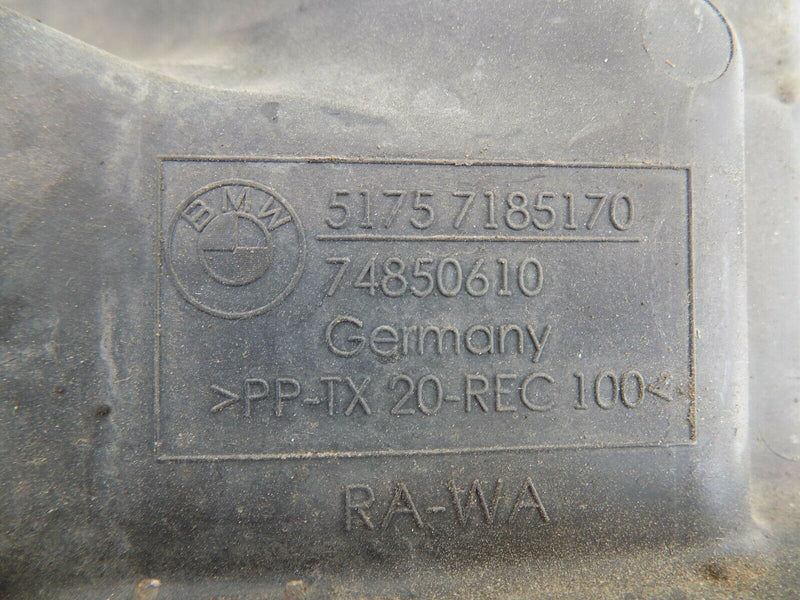 BMW
5175 7185170
74850610
Germany
>PP-TX 20-REC 100<
RA-WA